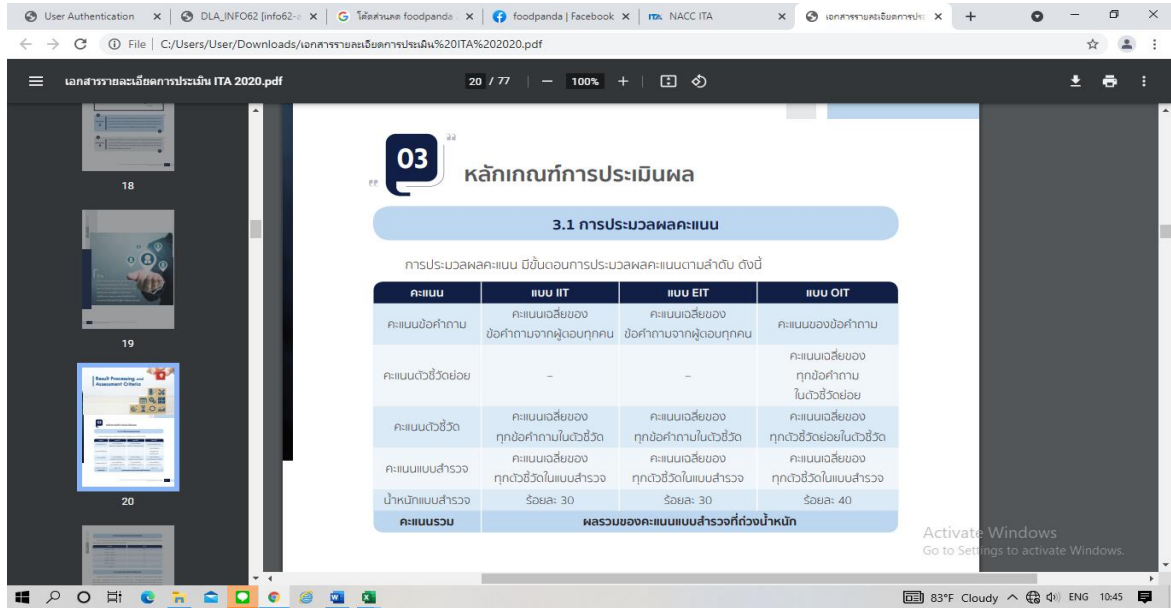 User Authentication
DLA_INFO62 [info62-
โค้ดส่วนลด foodpanda
foodpanda | Facebook
ITA NACC ITA
เอกสารรายละเอียดการประเมิน
File | C:/Users/User/Downloads/เอกสารรายละเอียดการประเมิน%20ITA%202020.pdf
เอกสารรายละเอียดการประเมิน ITA 2020.pdf
20 / 77 | − 100% +
18
19
Result Processing and
Assessment Criteria
20
03
หลักเกณฑ์การประเมินผล
3.1 การประมวลผลคะแนน
การประมวลผลคะแนน มีขั้นตอนการประมวลผลคะแนนตามลำดับ ดังนี้
คะแนน แบบ IIT แบบ EIT แบบ OIT
คะแนนข้อคำถาม
คะแนนเฉลี่ยของ
ข้อคำถามจากผู้ตอบทุกคน
คะแนนเฉลี่ยของ
ข้อคำถามจากผู้ตอบทุกคน
คะแนนของข้อคำถาม
คะแนนตัวชี้วัดย่อย
–
–
คะแนนเฉลี่ยของ
ทุกข้อคำถาม
ในตัวชี้วัดย่อย
คะแนนตัวชี้วัด
คะแนนเฉลี่ยของ
ทุกข้อคำถามในตัวชี้วัด
คะแนนเฉลี่ยของ
ทุกข้อคำถามในตัวชี้วัด
คะแนนเฉลี่ยของ
ทุกตัวชี้วัดย่อยในตัวชี้วัด
คะแนนแบบสำรวจ
คะแนนเฉลี่ยของ
ทุกตัวชี้วัดในแบบสำรวจ
คะแนนเฉลี่ยของ
ทุกตัวชี้วัดในแบบสำรวจ
คะแนนเฉลี่ยของ
ทุกตัวชี้วัดในแบบสำรวจ
น้ำหนักแบบสำรวจ ร้อยละ 30 ร้อยละ 30 ร้อยละ 40
คะแนนรวม ผลรวมของคะแนนแบบสำรวจที่ถ่วงน้ำหนัก
Activate Windows
Go to Settings to activate Windows.
83°F Cloudy ENG 10:45